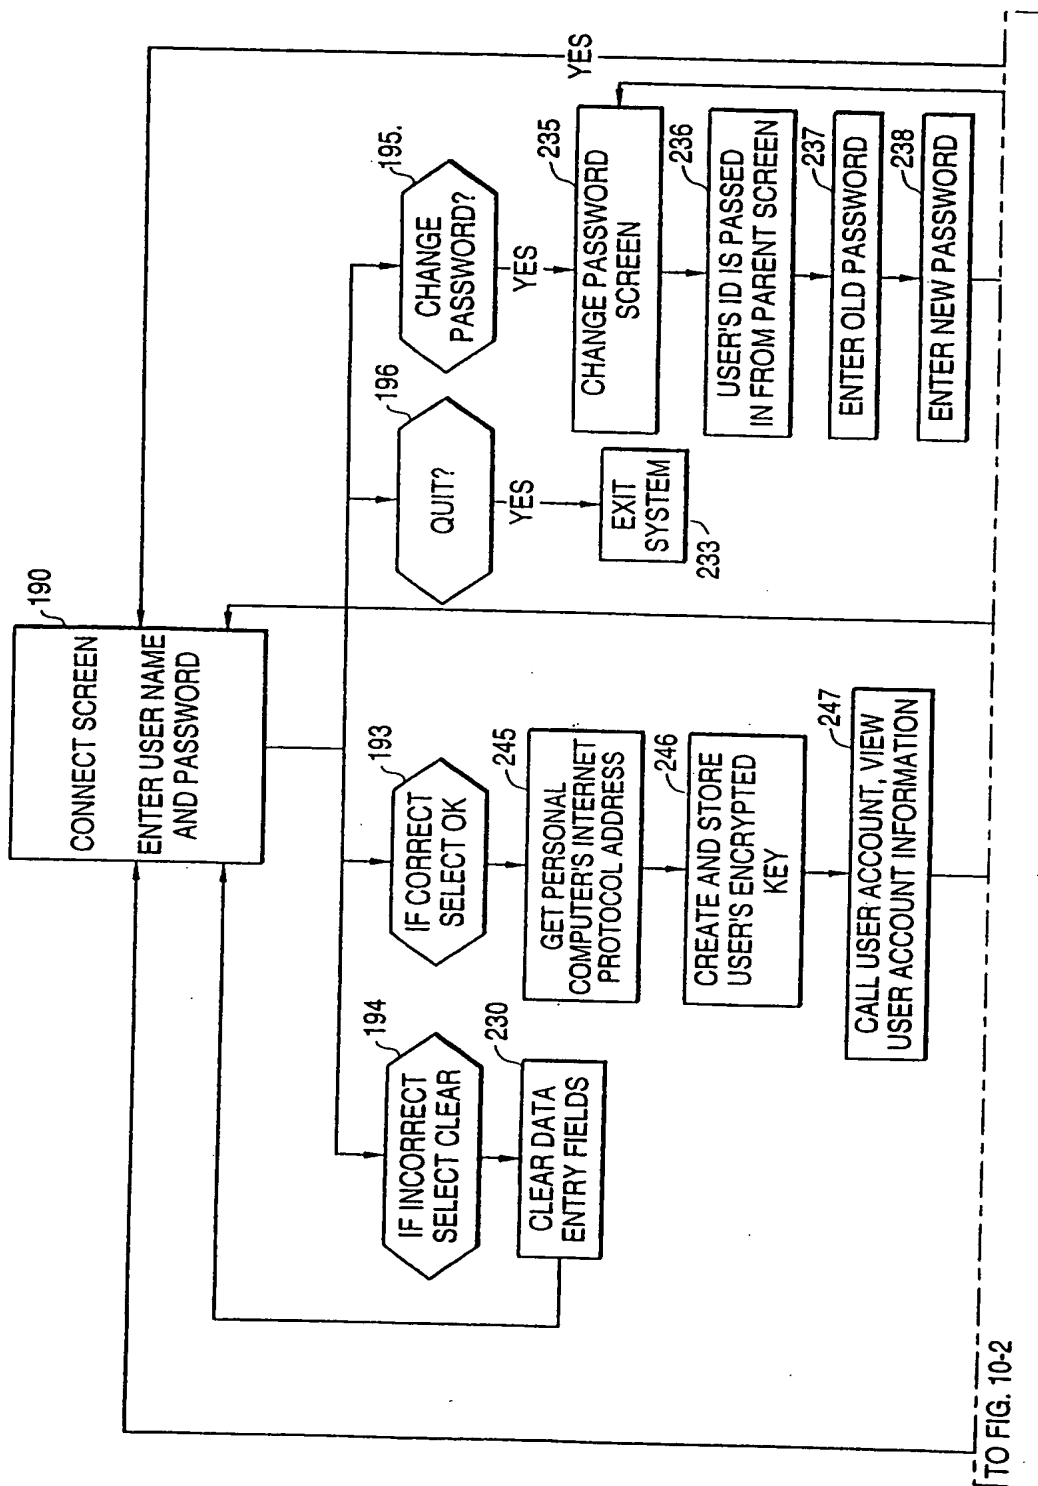 CONNECT SCREEN
ENTER USER NAME
AND PASSWORD
190
IF INCORRECT
SELECT CLEAR
194
CLEAR DATA
ENTRY FIELDS
230
IF CORRECT
SELECT OK
193
GET PERSONAL
COMPUTER'S INTERNET
PROTOCOL ADDRESS
245
CREATE AND STORE
USER'S ENCRYPTED
KEY
246
CALL USER ACCOUNT, VIEW
USER ACCOUNT INFORMATION
247
QUIT?
196
YES
EXIT
SYSTEM
233
CHANGE
PASSWORD?
195.
YES
CHANGE PASSWORD
SCREEN
235
USER'S ID IS PASSED
IN FROM PARENT SCREEN
236
ENTER OLD PASSWORD
237
ENTER NEW PASSWORD
238
YES
TO FIG. 10-2